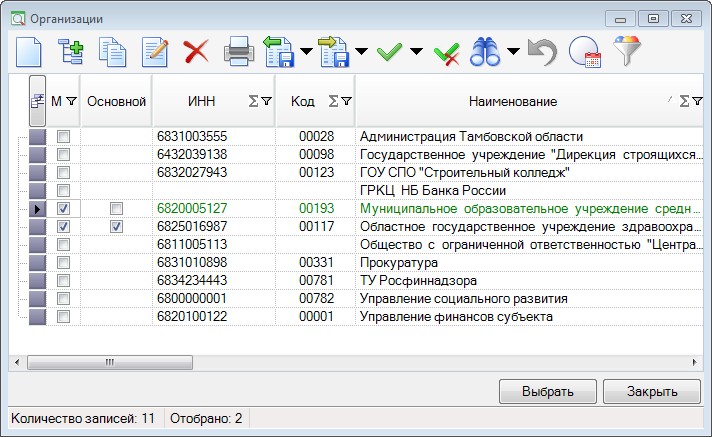 Организации
М Основной ИНН Код Наименование
6831003555 00028 Администрация Тамбовской области
6432039138 00098 Государственное учреждение "Дирекция строящихся...
6832027943 00123 ГОУ СПО "Строительный колледж"
ГРКЦ НБ Банка России
6820005127 00193 Муниципальное образовательное учреждение средн...
6825016987 00117 Областное государственное учреждение здравоохра...
6811005113 Общество с ограниченной ответственностью "Центра...
6831010898 00331 Прокуратура
6834234443 00781 ТУ Росфиннадзора
6800000001 00782 Управление социального развития
6820100122 00001 Управление финансов субъекта
Выбрать Закрыть
Количество записей: 11 Отобрано: 2